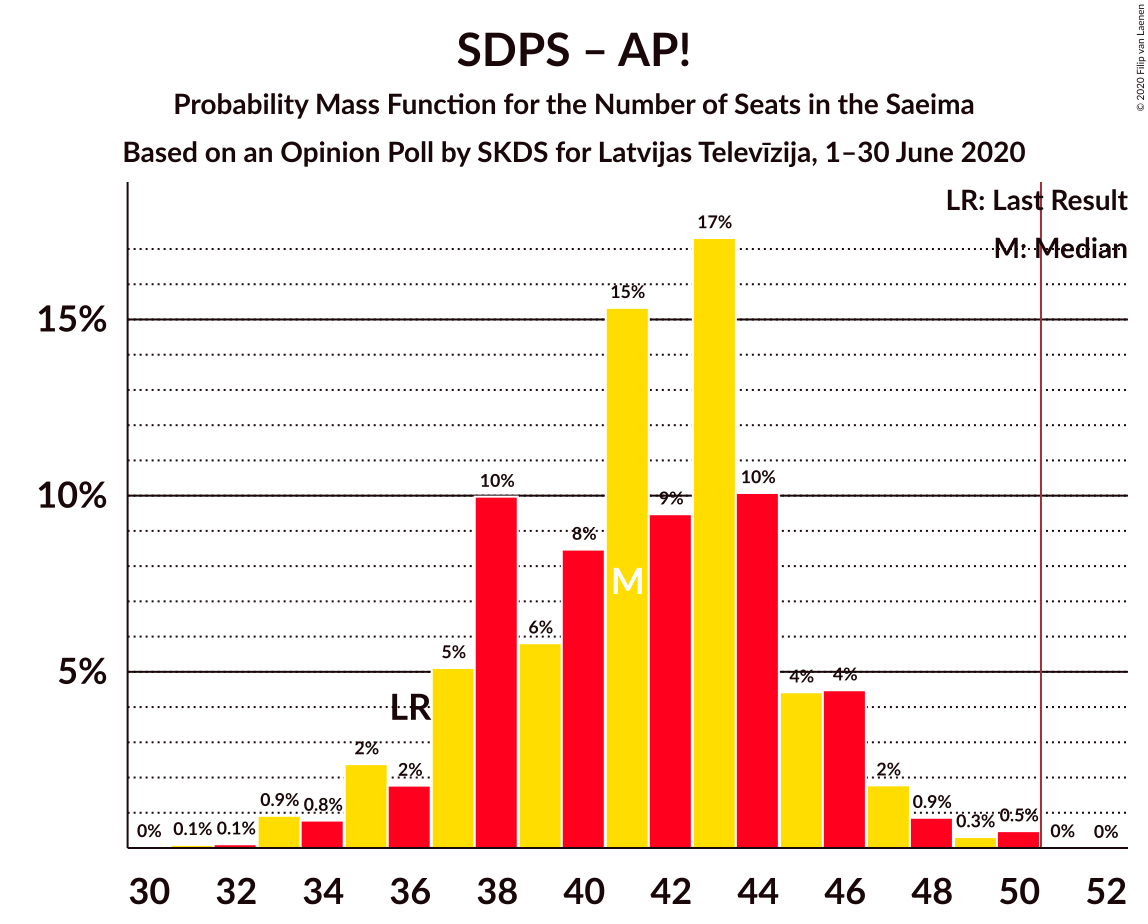 SDPS – AP!
Probability Mass Function for the Number of Seats in the Saeima
Based on an Opinion Poll by SKDS for Latvijas Televīzija, 1–30 June 2020
© 2020 Filip van Laenen
LR: Last Result
M: Median
15%
10%
5%
0% 0.1% 0.1% 0.9% 0.8% 2% 2% 5% 10% 6% 8% 15% 9% 17% 10% 4% 4% 2% 0.9% 0.3% 0.5% 0% 0%
LR
M
30 32 34 36 38 40 42 44 46 48 50 52